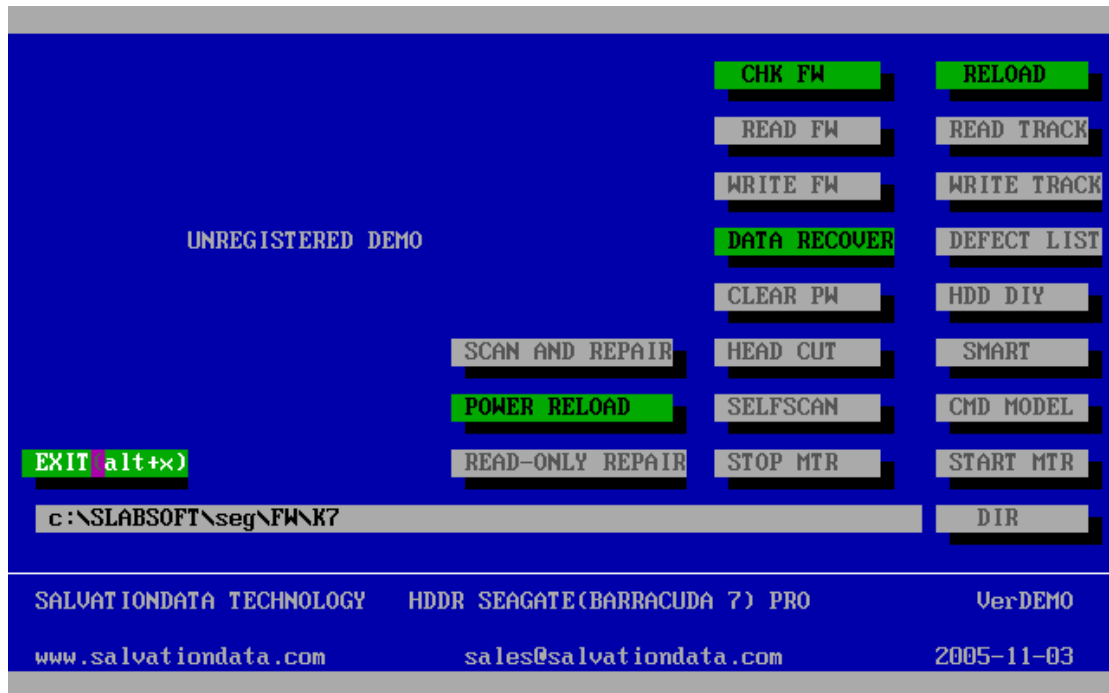 CHK FW RELOAD
READ FW READ TRACK
WRITE FW WRITE TRACK
UNREGISTERED DEMO DATA RECOVER DEFECT LIST
CLEAR PW HDD DIY
SCAN AND REPAIR HEAD CUT SMART
POWER RELOAD SELFSCAN CMD MODEL
EXIT(alt+x) READ-ONLY REPAIR STOP MTR START MTR
c:\SLABSOFT\seg\FW\K7 DIR
SALVATIONDATA TECHNOLOGY HDDR SEAGATE(BARRACUDA 7) PRO VerDEMO
www.salvationdata.com sales@salvationdata.com 2005-11-03